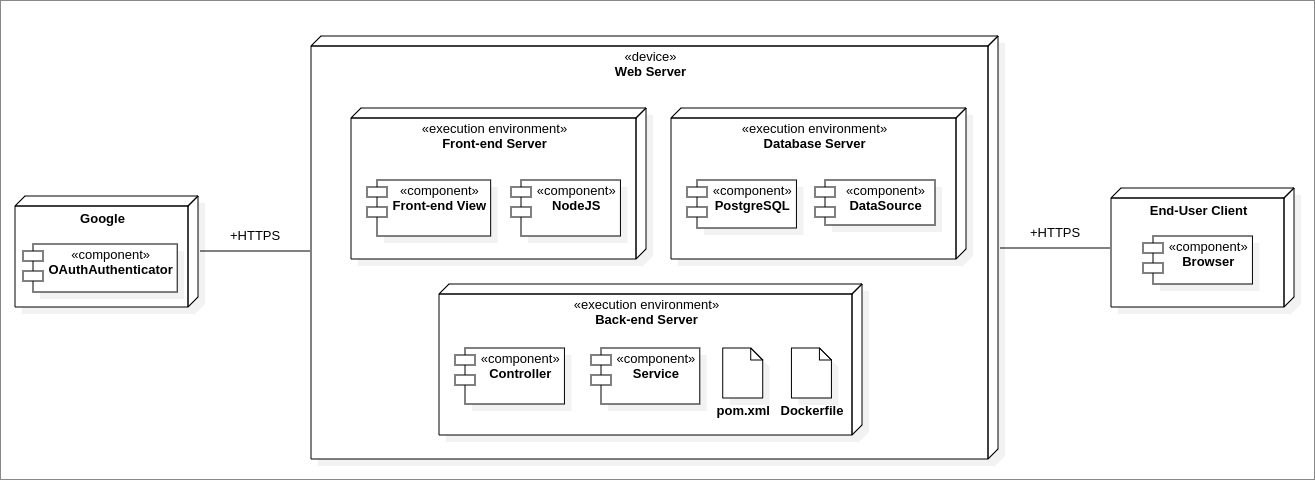 «device»
Web Server
«execution environment»
Front-end Server
«component»
Front-end View
«component»
NodeJS
«execution environment»
Database Server
«component»
PostgreSQL
«component»
DataSource
Google
«component»
OAuthAuthenticator
+HTTPS
+HTTPS
End-User Client
«component»
Browser
«execution environment»
Back-end Server
«component»
Controller
«component»
Service
pom.xml
Dockerfile